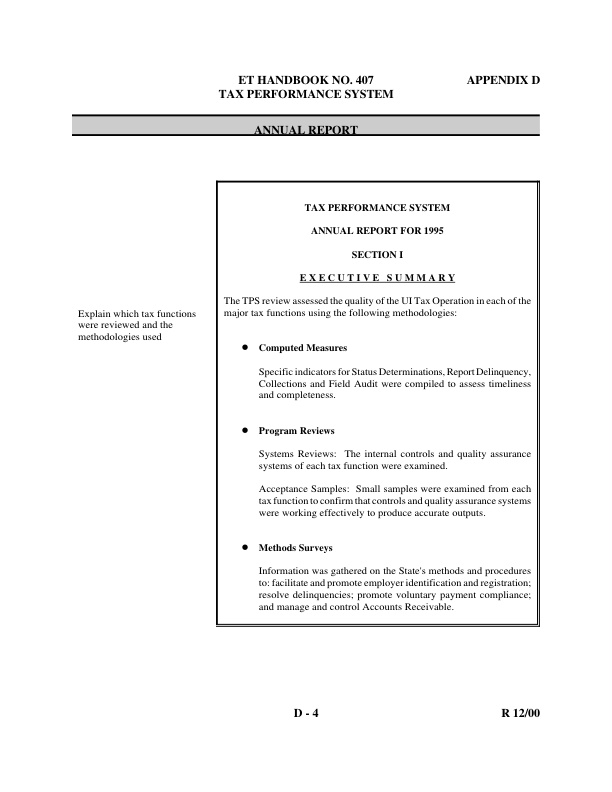 ET HANDBOOK NO. 407 APPENDIX D
TAX PERFORMANCE SYSTEM
ANNUAL REPORT
Explain which tax functions
were reviewed and the
methodologies used
TAX PERFORMANCE SYSTEM
ANNUAL REPORT FOR 1995
SECTION I
E X E C U T I V E S U M M A R Y
The TPS review assessed the quality of the UI Tax Operation in each of the
major tax functions using the following methodologies:
● Computed Measures
Specific indicators for Status Determinations, Report Delinquency,
Collections and Field Audit were compiled to assess timeliness
and completeness.
● Program Reviews
Systems Reviews: The internal controls and quality assurance
systems of each tax function were examined.
Acceptance Samples: Small samples were examined from each
tax function to confirm that controls and quality assurance systems
were working effectively to produce accurate outputs.
● Methods Surveys
Information was gathered on the State's methods and procedures
to: facilitate and promote employer identification and registration;
resolve delinquencies; promote voluntary payment compliance;
and manage and control Accounts Receivable.
D - 4 R 12/00